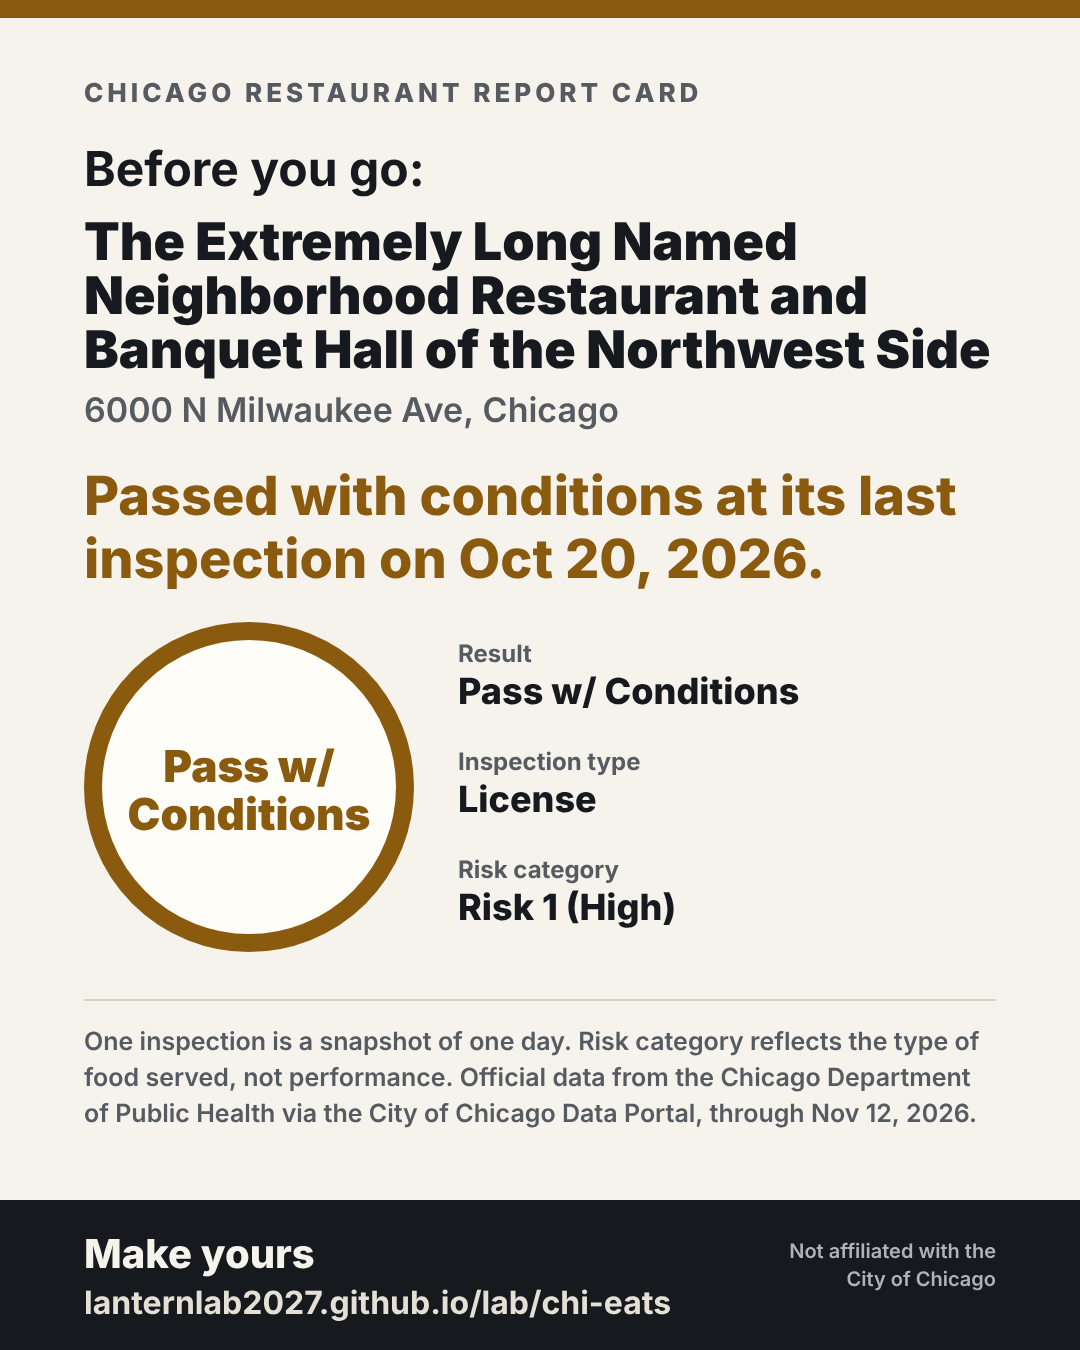 CHICAGO RESTAURANT REPORT CARD
Before you go:
The Extremely Long Named
Neighborhood Restaurant and
Banquet Hall of the Northwest Side
6000 N Milwaukee Ave, Chicago
Passed with conditions at its last
inspection on Oct 20, 2026.
Pass w/
Conditions
Result
Pass w/ Conditions
Inspection type
License
Risk category
Risk 1 (High)
One inspection is a snapshot of one day. Risk category reflects the type of
food served, not performance. Official data from the Chicago Department
of Public Health via the City of Chicago Data Portal, through Nov 12, 2026.
Make yours
lanternlab2027.github.io/lab/chi-eats
Not affiliated with the
City of Chicago